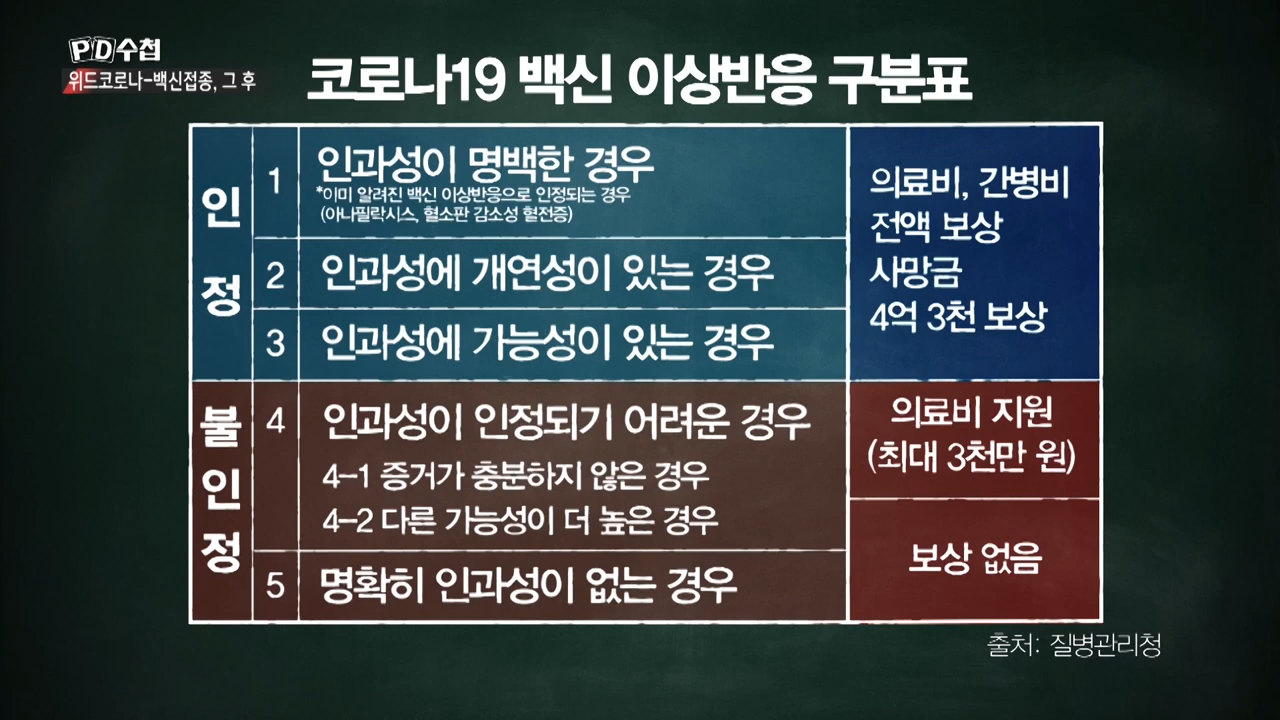 PD수첩
위드코로나-백신접종, 그 후
코로나19 백신 이상반응 구분표
인정
1
인과성이 명백한 경우
*이미 알려진 백신 이상반응으로 인정되는 경우
(아나필락시스, 혈소판 감소성 혈전증)
2
인과성에 개연성이 있는 경우
3
인과성에 가능성이 있는 경우
의료비, 간병비
전액 보상
사망금
4억 3천 보상
불인정
4
인과성이 인정되기 어려운 경우
4-1 증거가 충분하지 않은 경우
4-2 다른 가능성이 더 높은 경우
5
명확히 인과성이 없는 경우
의료비 지원
(최대 3천만 원)
보상 없음
출처: 질병관리청